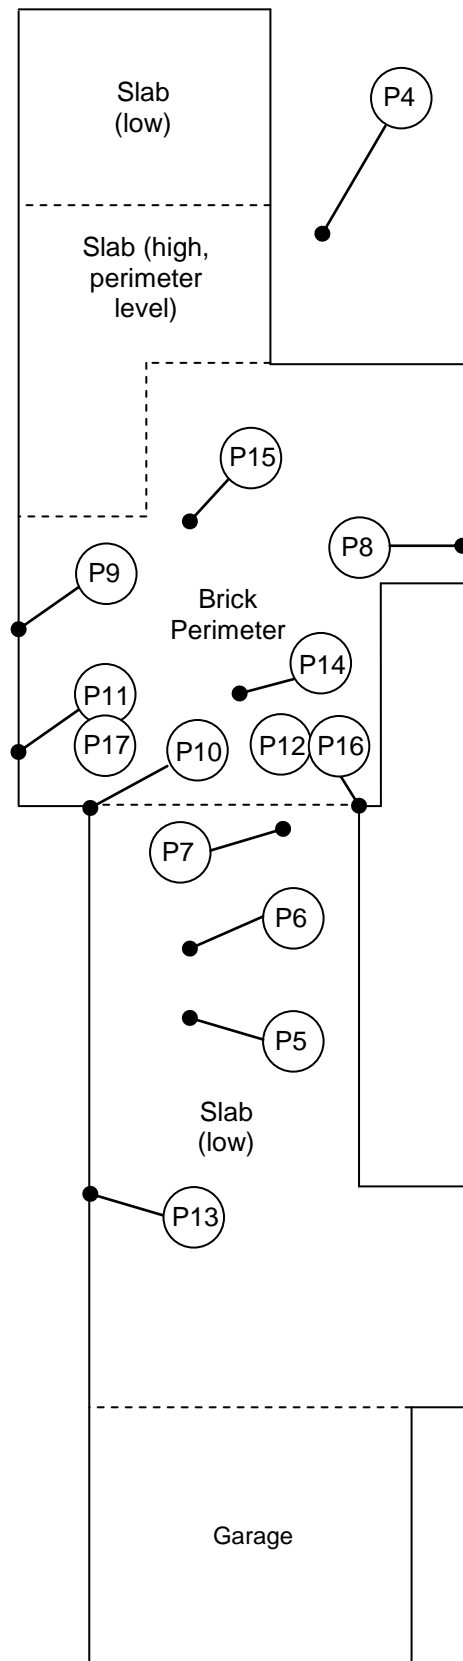 Slab
(low)
P4
Slab (high,
perimeter
level)
P15
P8
P9
Brick
Perimeter
P14
P11
P17
P10
P12
P16
P7
P6
P5
Slab
(low)
P13
Garage